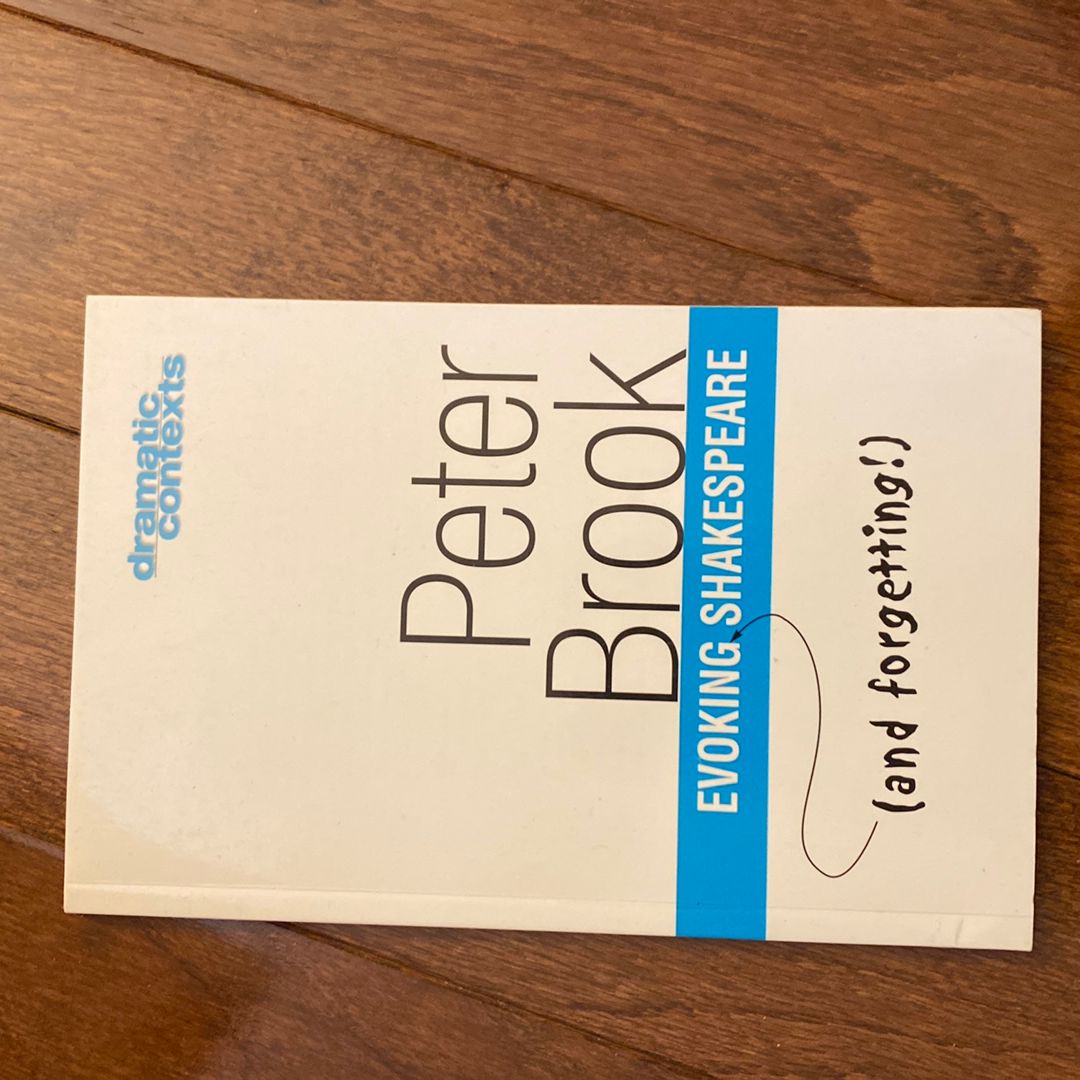 dramatic
contexts
Peter
Brook
EVOKING SHAKESPEARE
(and forgetting!)